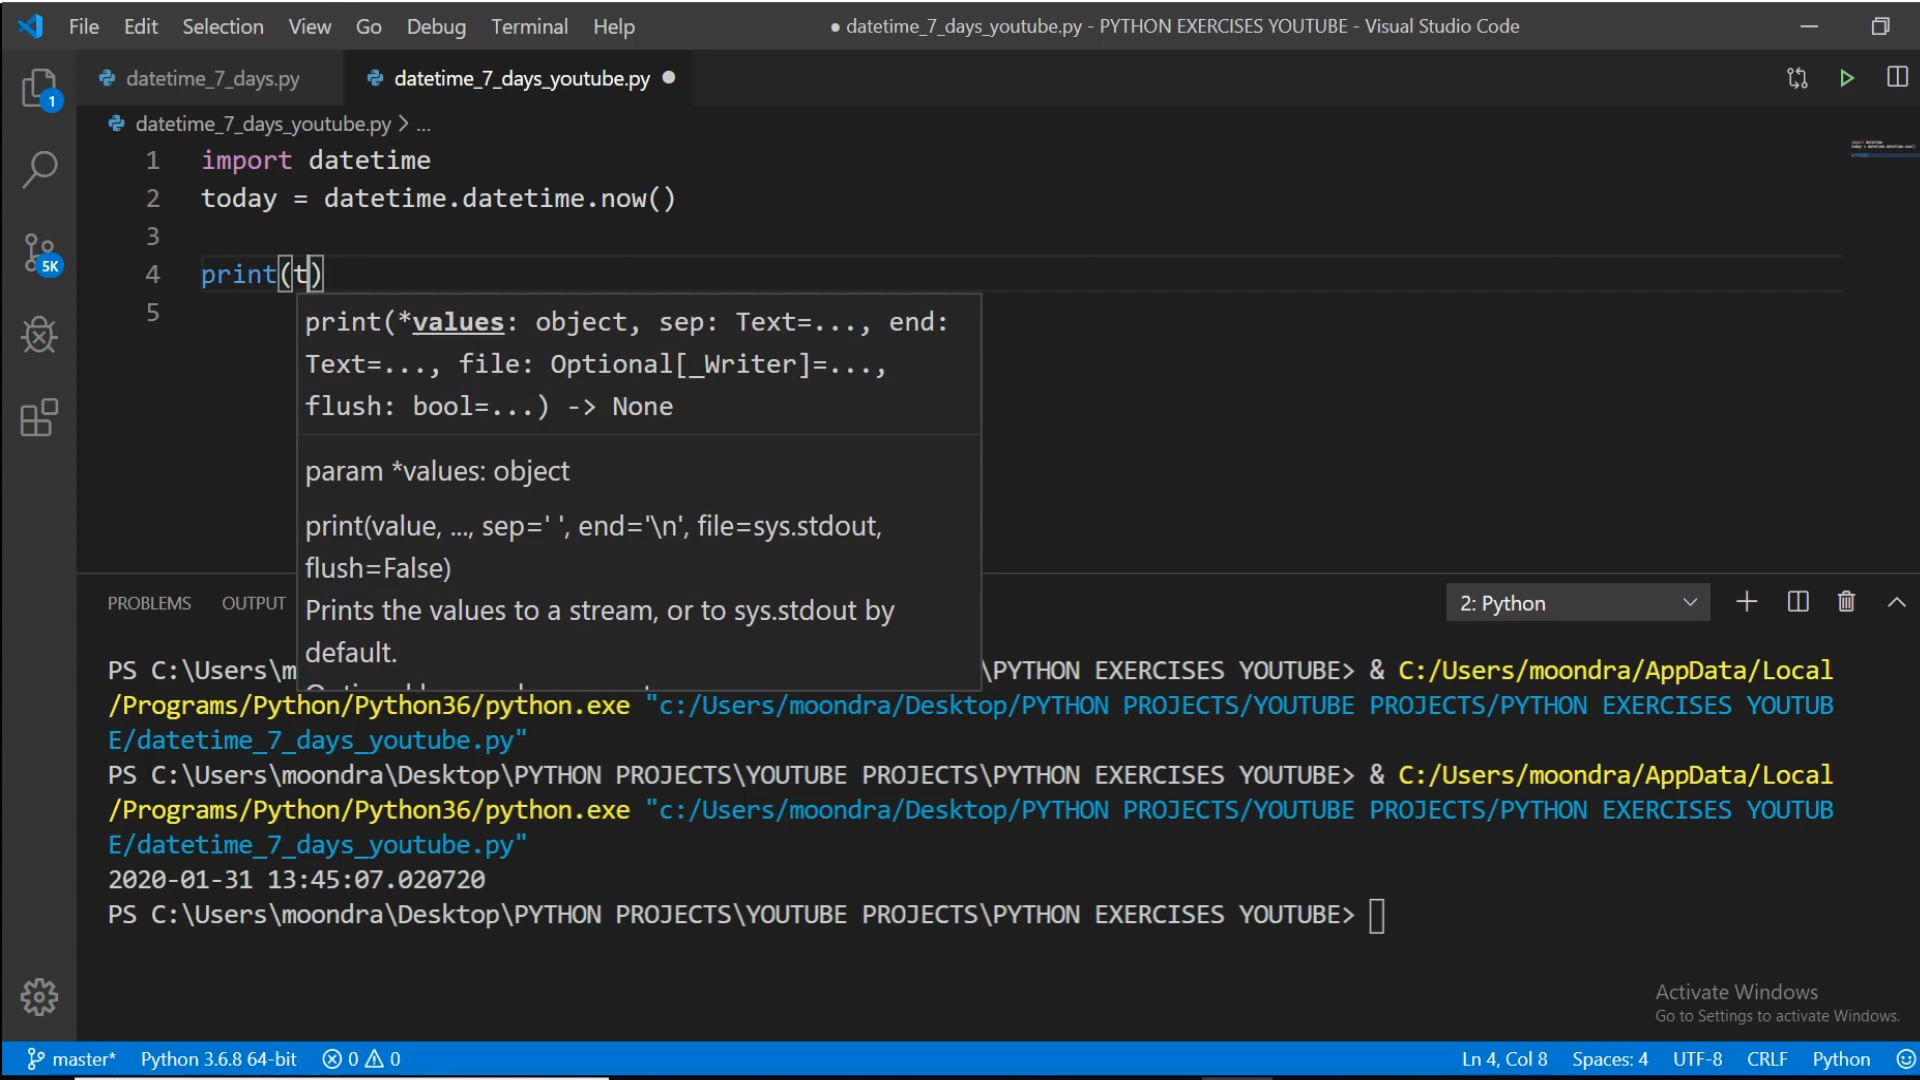 File Edit Selection View Go Debug Terminal Help ● datetime_7_days_youtube.py - PYTHON EXERCISES YOUTUBE - Visual Studio Code
datetime_7_days.py datetime_7_days_youtube.py
datetime_7_days_youtube.py > ...
1 import datetime
2 today = datetime.datetime.now()
3
4 print(t)
5
print(*values: object, sep: Text=..., end:
Text=..., file: Optional[_Writer]=...,
flush: bool=...) -> None
param *values: object
print(value, ..., sep=' ', end='\n', file=sys.stdout,
flush=False)
Prints the values to a stream, or to sys.stdout by
default.
1
5K
PROBLEMS OUTPUT 2: Python
PS C:\Users\m \PYTHON EXERCISES YOUTUBE> & C:/Users/moondra/AppData/Local
/Programs/Python/Python36/python.exe "c:/Users/moondra/Desktop/PYTHON PROJECTS/YOUTUBE PROJECTS/PYTHON EXERCISES YOUTUB
E/datetime_7_days_youtube.py"
PS C:\Users\moondra\Desktop\PYTHON PROJECTS\YOUTUBE PROJECTS\PYTHON EXERCISES YOUTUBE> & C:/Users/moondra/AppData/Local
/Programs/Python/Python36/python.exe "c:/Users/moondra/Desktop/PYTHON PROJECTS/YOUTUBE PROJECTS/PYTHON EXERCISES YOUTUB
E/datetime_7_days_youtube.py"
2020-01-31 13:45:07.020720
PS C:\Users\moondra\Desktop\PYTHON PROJECTS\YOUTUBE PROJECTS\PYTHON EXERCISES YOUTUBE>
Activate Windows
Go to Settings to activate Windows.
master* Python 3.6.8 64-bit 0 0 Ln 4, Col 8 Spaces: 4 UTF-8 CRLF Python